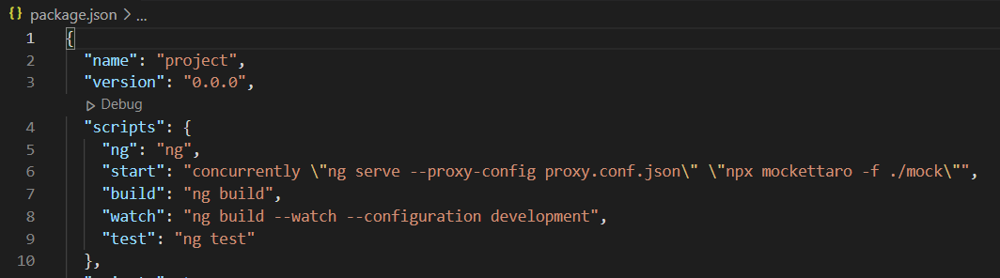 {} package.json > ...
1 {
2 "name": "project",
3 "version": "0.0.0",
Debug
4 "scripts": {
5 "ng": "ng",
6 "start": "concurrently \"ng serve --proxy-config proxy.conf.json\" \"npx mockettaro -f ./mock\"",
7 "build": "ng build",
8 "watch": "ng build --watch --configuration development",
9 "test": "ng test"
10 },